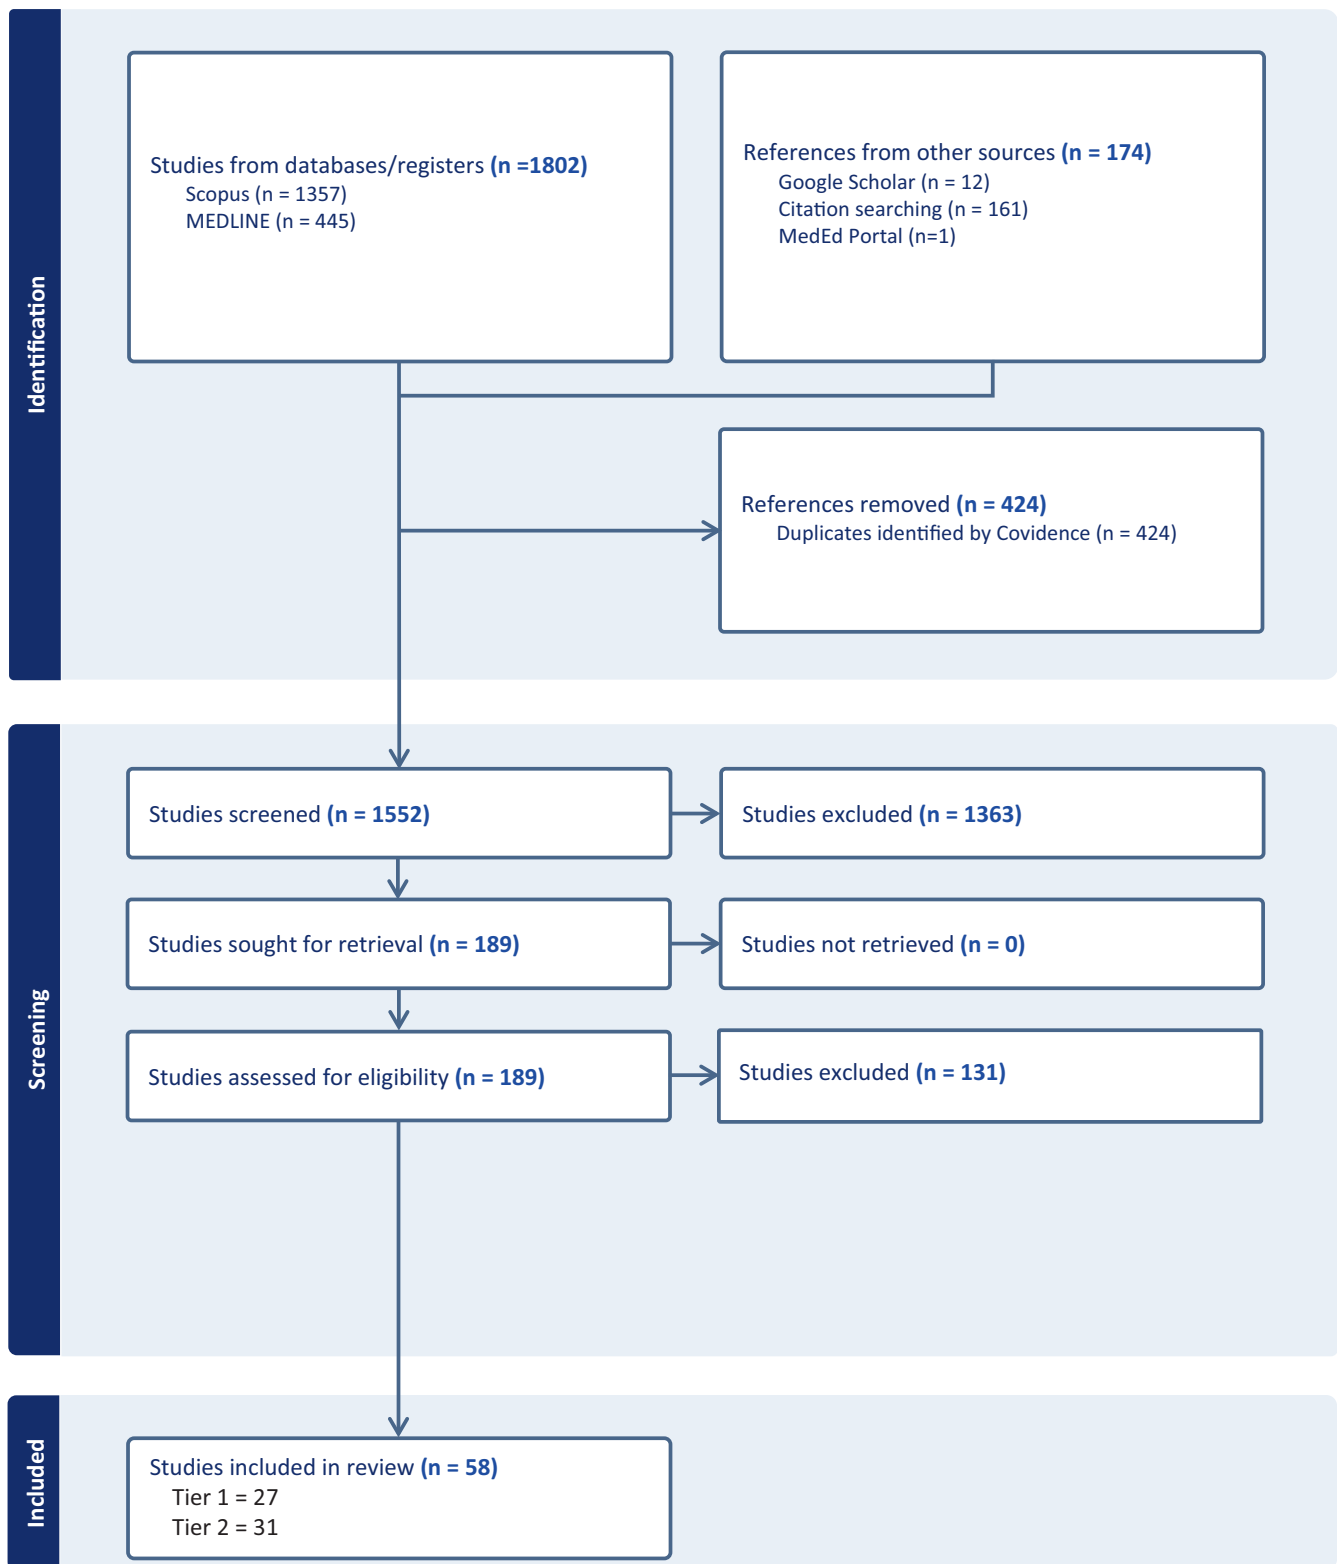 Identification
Studies from databases/registers (n =1802)
Scopus (n = 1357)
MEDLINE (n = 445)
References from other sources (n = 174)
Google Scholar (n = 12)
Citation searching (n = 161)
MedEd Portal (n=1)
References removed (n = 424)
Duplicates identified by Covidence (n = 424)
Screening
Studies screened (n = 1552)
Studies excluded (n = 1363)
Studies sought for retrieval (n = 189)
Studies not retrieved (n = 0)
Studies assessed for eligibility (n = 189)
Studies excluded (n = 131)
Included
Studies included in review (n = 58)
Tier 1 = 27
Tier 2 = 31